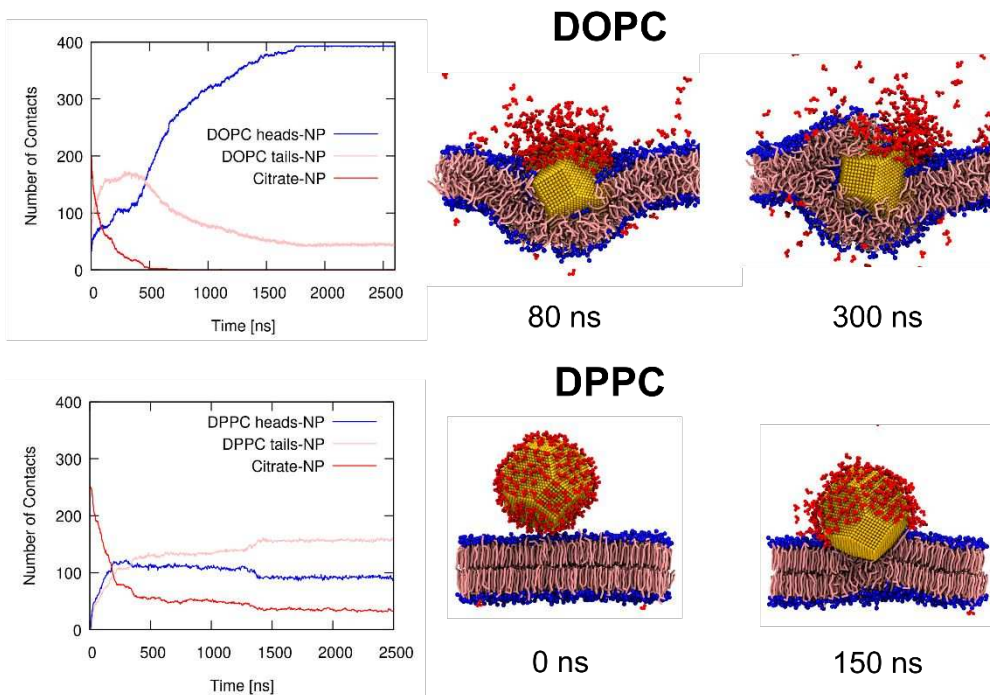 DOPC
400
300
200
100
0
Number of Contacts
DOPC heads-NP
DOPC tails-NP
Citrate-NP
0 500 1000 1500 2000 2500
Time [ns]
80 ns
300 ns
DPPC
400
300
200
100
0
Number of Contacts
DPPC heads-NP
DPPC tails-NP
Citrate-NP
0 500 1000 1500 2000 2500
Time [ns]
0 ns
150 ns